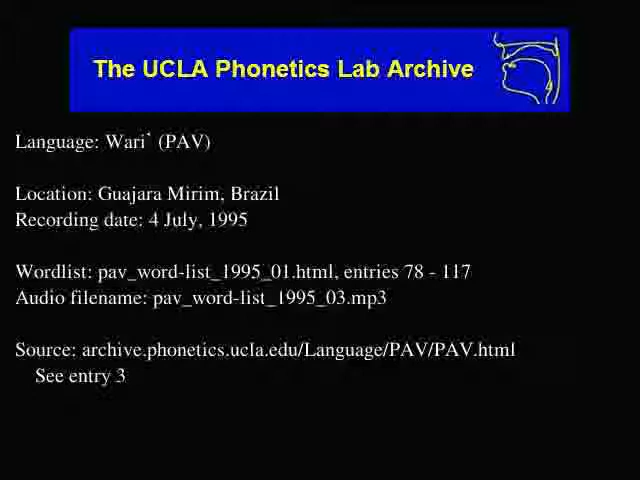 The UCLA Phonetics Lab Archive
Language: Wari` (PAV)
Location: Guajara Mirim, Brazil
Recording date: 4 July, 1995
Wordlist: pav_word-list_1995_01.html, entries 78 - 117
Audio filename: pav_word-list_1995_03.mp3
Source: archive.phonetics.ucla.edu/Language/PAV/PAV.html
See entry 3